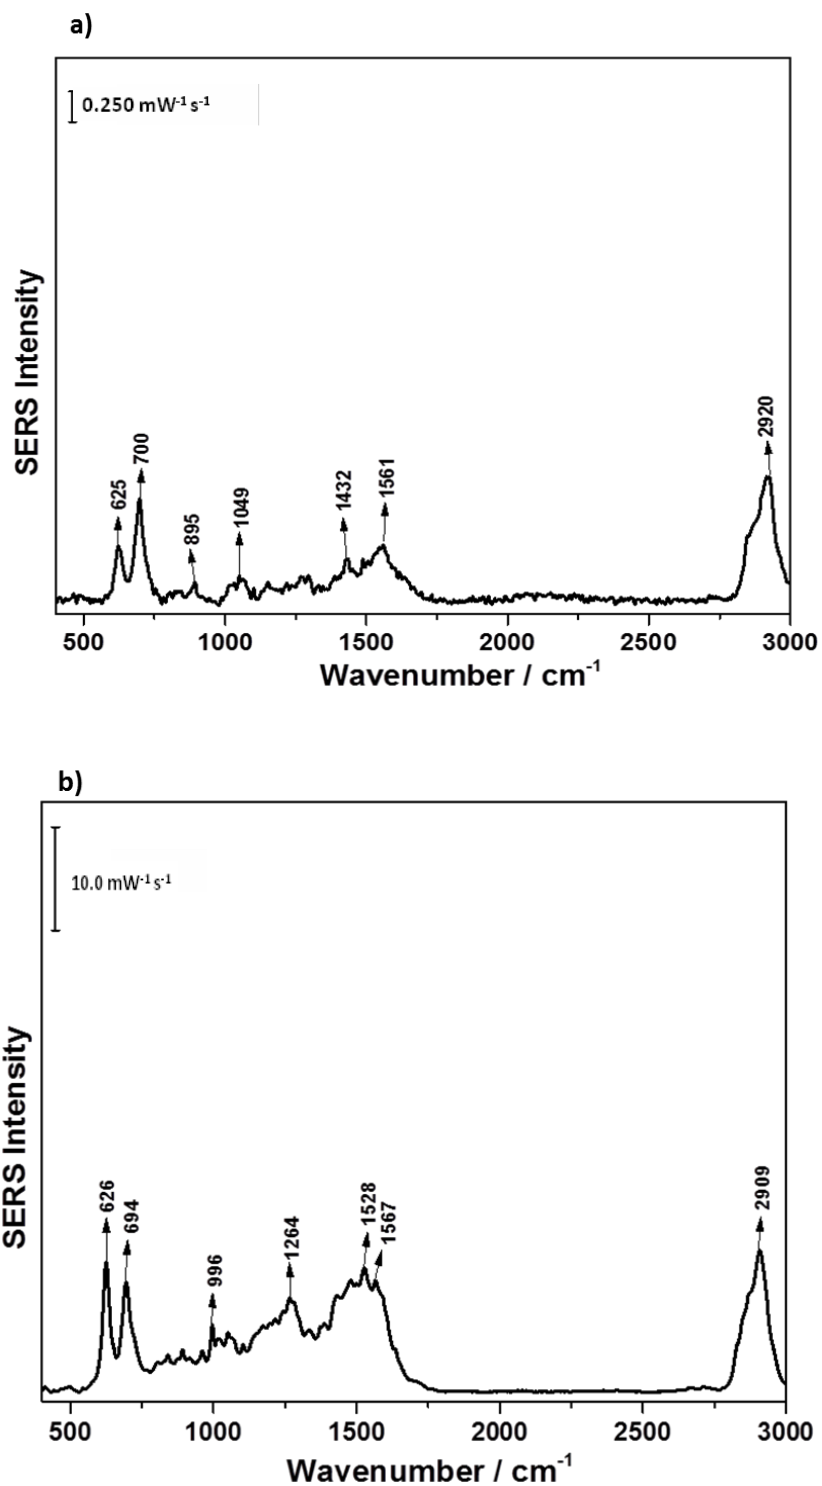 a)
0.250 mW⁻¹ s⁻¹
SERS Intensity
625
700
895
1049
1432
1561
2920
500 1000 1500 2000 2500 3000
Wavenumber / cm⁻¹
b)
10.0 mW⁻¹ s⁻¹
SERS Intensity
626
694
996
1264
1528
1567
2909
500 1000 1500 2000 2500 3000
Wavenumber / cm⁻¹